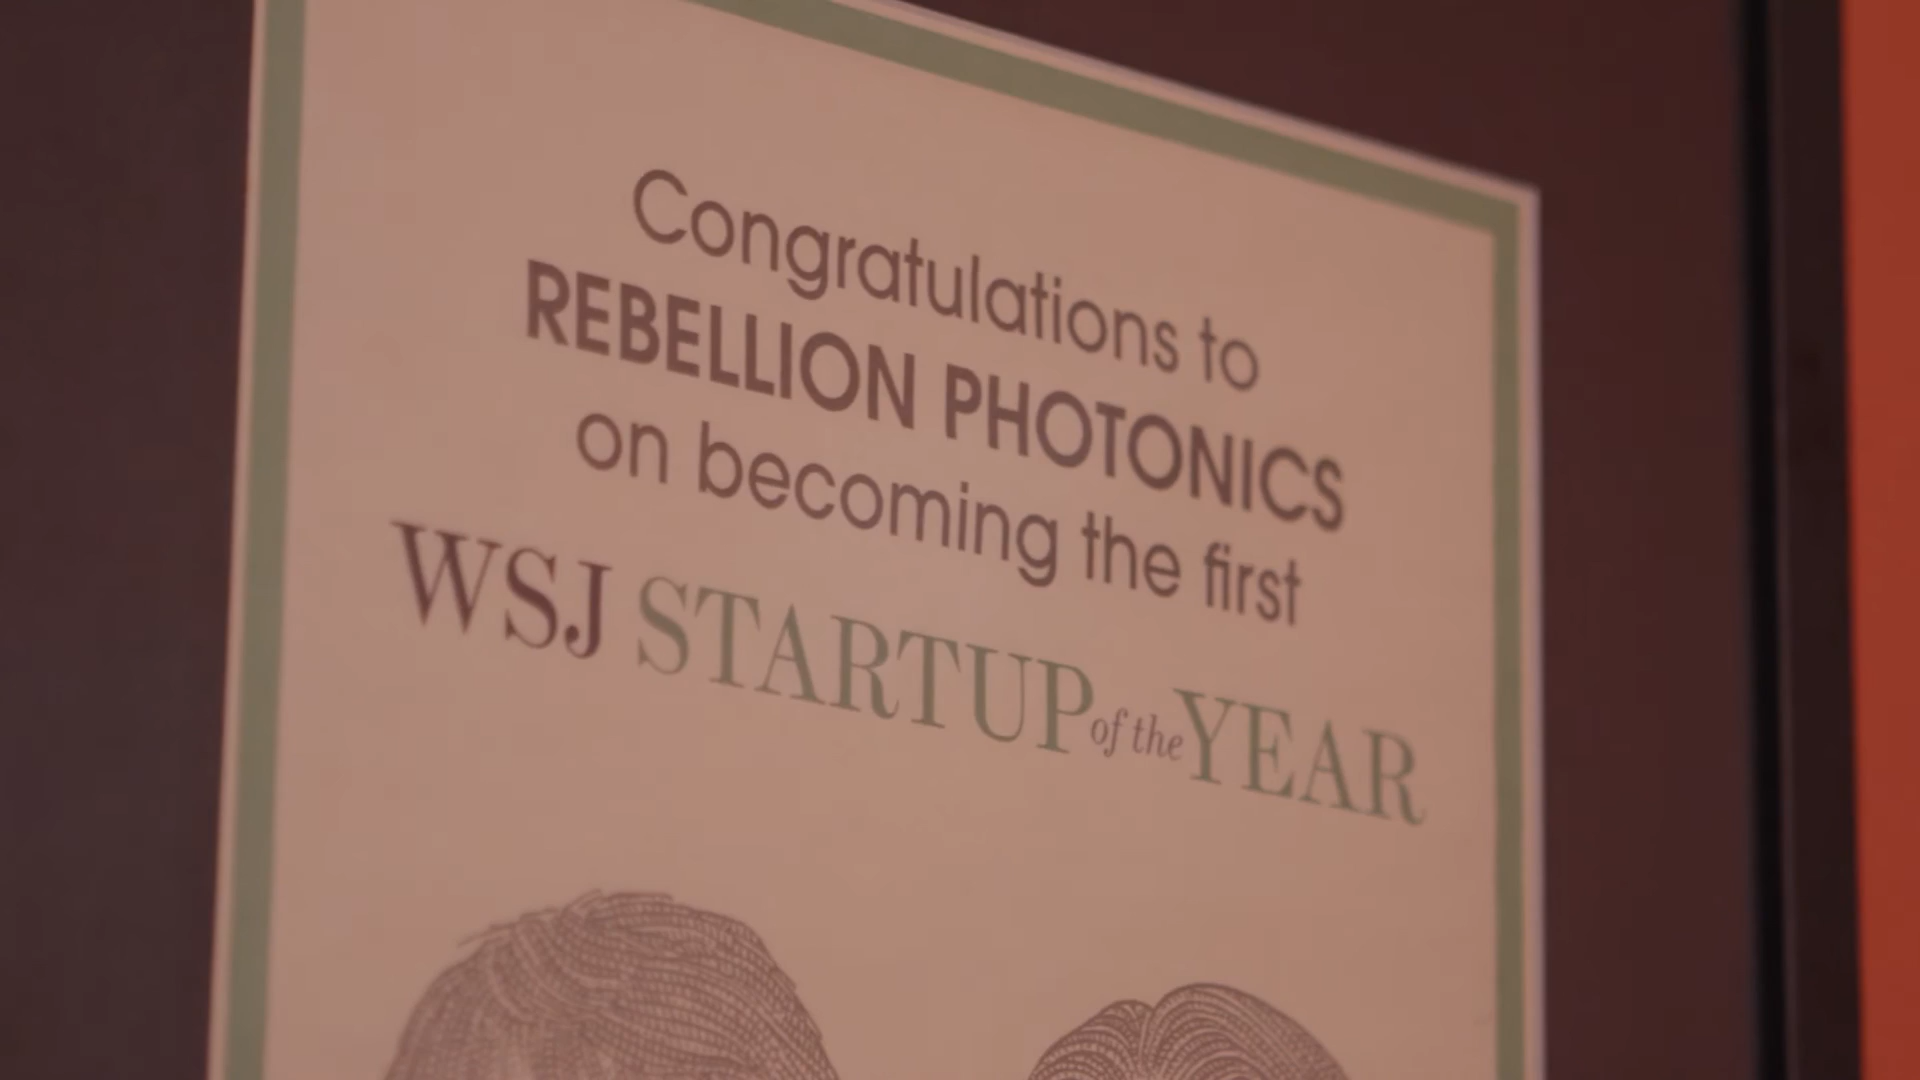 Congratulations to
REBELLION PHOTONICS
on becoming the first
WSJ STARTUP of the YEAR